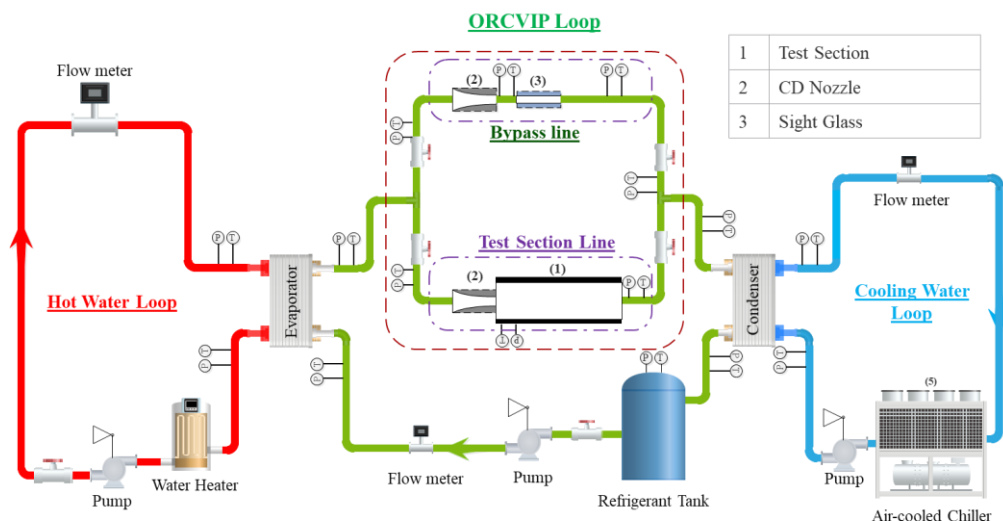 ORCVIP Loop
1 Test Section
2 CD Nozzle
3 Sight Glass
Flow meter
P T
(2)
P T
(3)
P T
Bypass line
T
P
T
P
Flow meter
P T
P T
T
P
P
T
P T
Test Section Line
(2)
(1)
P T
T P
Hot Water Loop
Evaporator
Condenser
Cooling Water
Loop
T
P
T
P
P T
P
T
T
P
(5)
Water Heater
Pump
Flow meter
Pump
Refrigerant Tank
Pump
Air-cooled Chiller